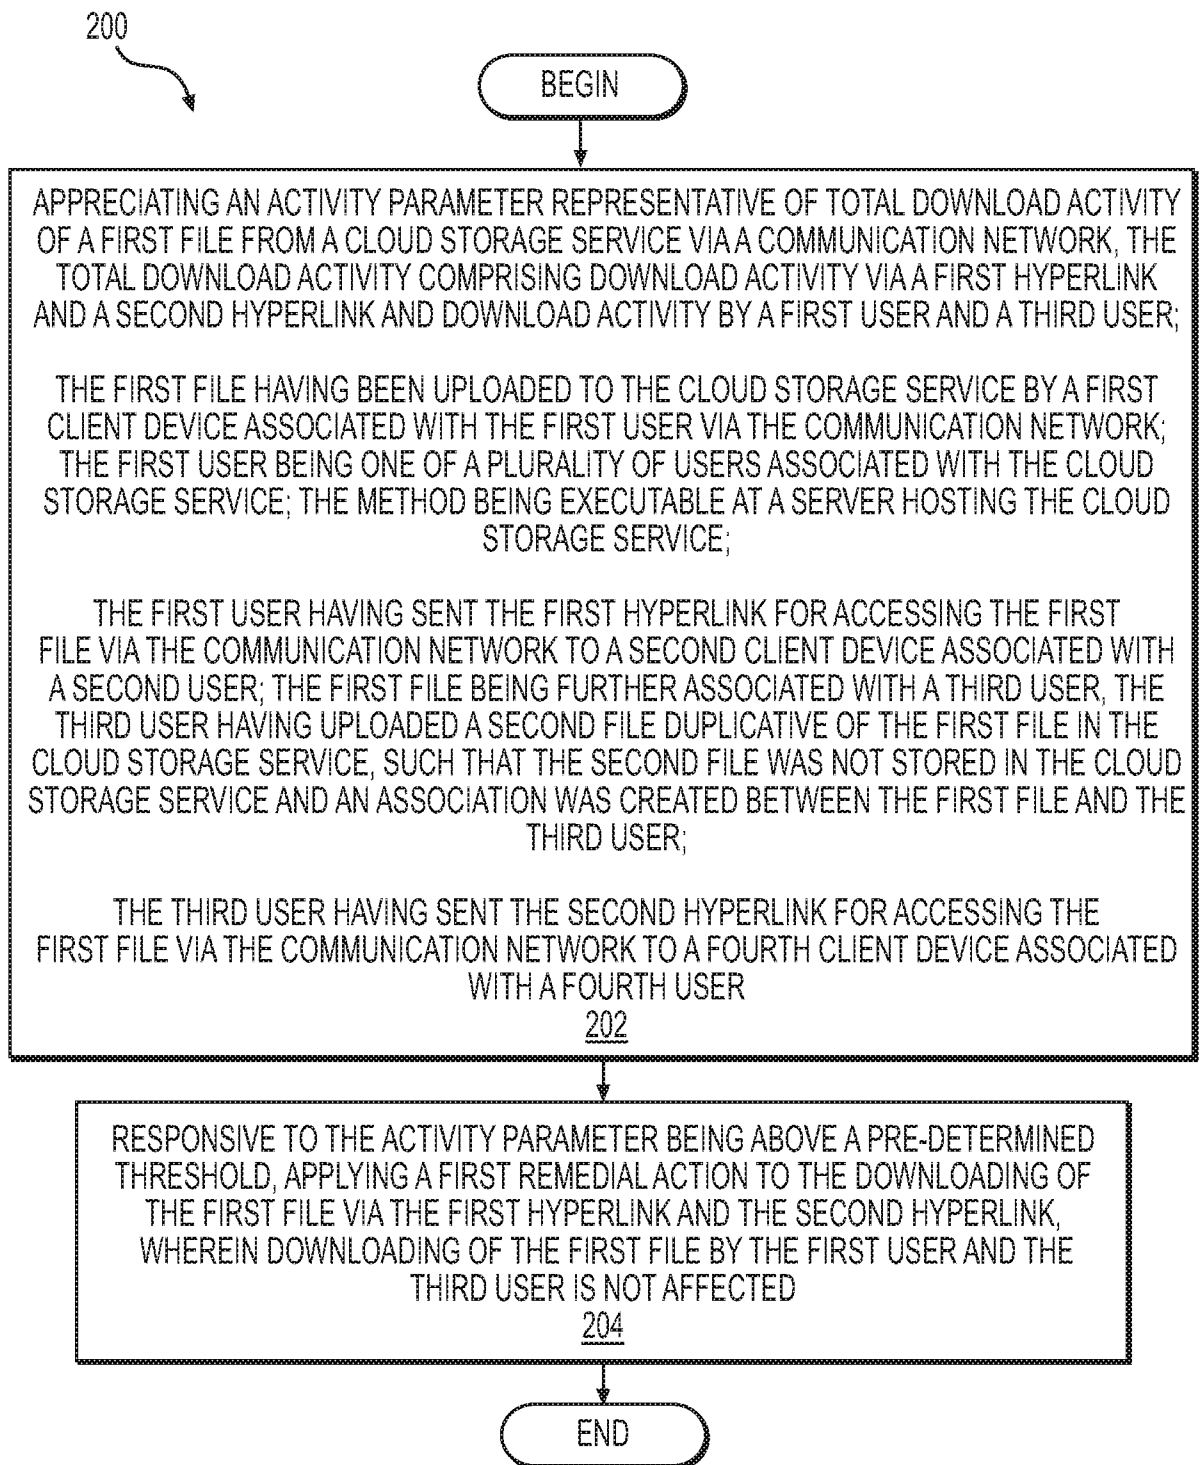 200
BEGIN
APPRECIATING AN ACTIVITY PARAMETER REPRESENTATIVE OF TOTAL DOWNLOAD ACTIVITY
OF A FIRST FILE FROM A CLOUD STORAGE SERVICE VIA A COMMUNICATION NETWORK, THE
TOTAL DOWNLOAD ACTIVITY COMPRISING DOWNLOAD ACTIVITY VIA A FIRST HYPERLINK
AND A SECOND HYPERLINK AND DOWNLOAD ACTIVITY BY A FIRST USER AND A THIRD USER;
THE FIRST FILE HAVING BEEN UPLOADED TO THE CLOUD STORAGE SERVICE BY A FIRST
CLIENT DEVICE ASSOCIATED WITH THE FIRST USER VIA THE COMMUNICATION NETWORK;
THE FIRST USER BEING ONE OF A PLURALITY OF USERS ASSOCIATED WITH THE CLOUD
STORAGE SERVICE; THE METHOD BEING EXECUTABLE AT A SERVER HOSTING THE CLOUD
STORAGE SERVICE;
THE FIRST USER HAVING SENT THE FIRST HYPERLINK FOR ACCESSING THE FIRST
FILE VIA THE COMMUNICATION NETWORK TO A SECOND CLIENT DEVICE ASSOCIATED WITH
A SECOND USER; THE FIRST FILE BEING FURTHER ASSOCIATED WITH A THIRD USER, THE
THIRD USER HAVING UPLOADED A SECOND FILE DUPLICATIVE OF THE FIRST FILE IN THE
CLOUD STORAGE SERVICE, SUCH THAT THE SECOND FILE WAS NOT STORED IN THE CLOUD
STORAGE SERVICE AND AN ASSOCIATION WAS CREATED BETWEEN THE FIRST FILE AND THE
THIRD USER;
THE THIRD USER HAVING SENT THE SECOND HYPERLINK FOR ACCESSING THE
FIRST FILE VIA THE COMMUNICATION NETWORK TO A FOURTH CLIENT DEVICE ASSOCIATED
WITH A FOURTH USER
202
RESPONSIVE TO THE ACTIVITY PARAMETER BEING ABOVE A PRE-DETERMINED
THRESHOLD, APPLYING A FIRST REMEDIAL ACTION TO THE DOWNLOADING OF
THE FIRST FILE VIA THE FIRST HYPERLINK AND THE SECOND HYPERLINK,
WHEREIN DOWNLOADING OF THE FIRST FILE BY THE FIRST USER AND THE
THIRD USER IS NOT AFFECTED
204
END